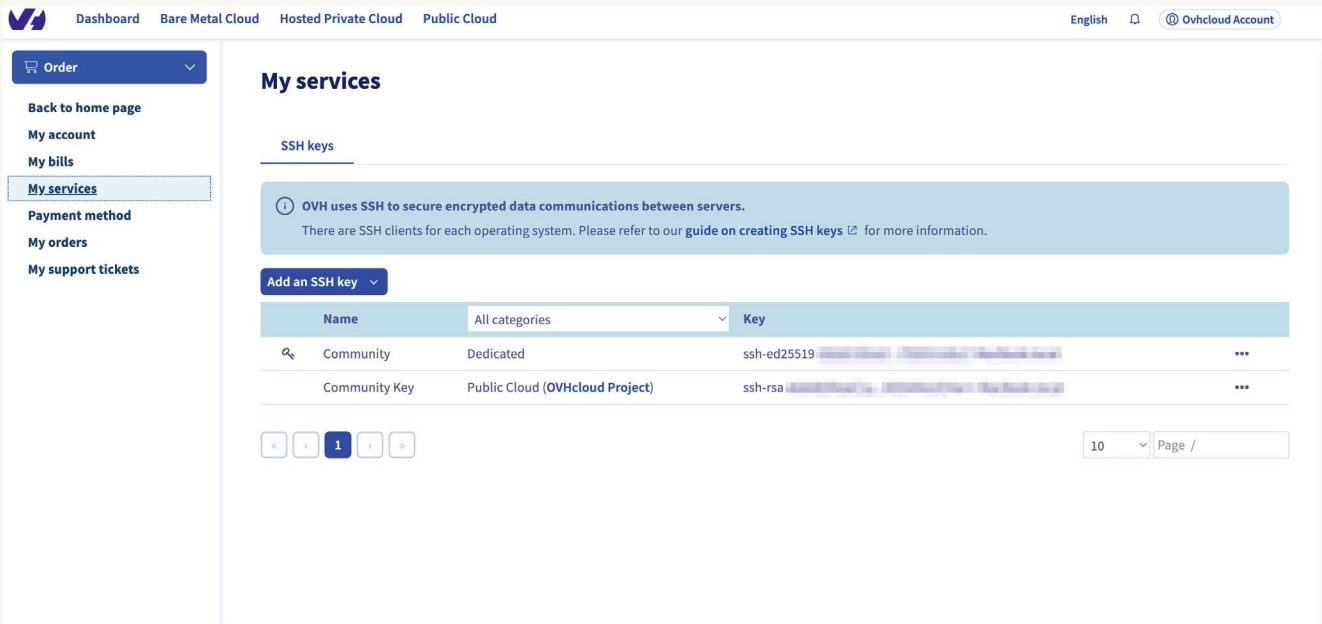 Dashboard Bare Metal Cloud Hosted Private Cloud Public Cloud English Ovhcloud Account
Order
Back to home page
My account
My bills
My services
Payment method
My orders
My support tickets
My services
SSH keys
OVH uses SSH to secure encrypted data communications between servers.
There are SSH clients for each operating system. Please refer to our guide on creating SSH keys for more information.
Add an SSH key
Name All categories Key
Community Dedicated ssh-ed25519
Community Key Public Cloud (OVHcloud Project) ssh-rsa
« ‹ 1 › » 10 Page /